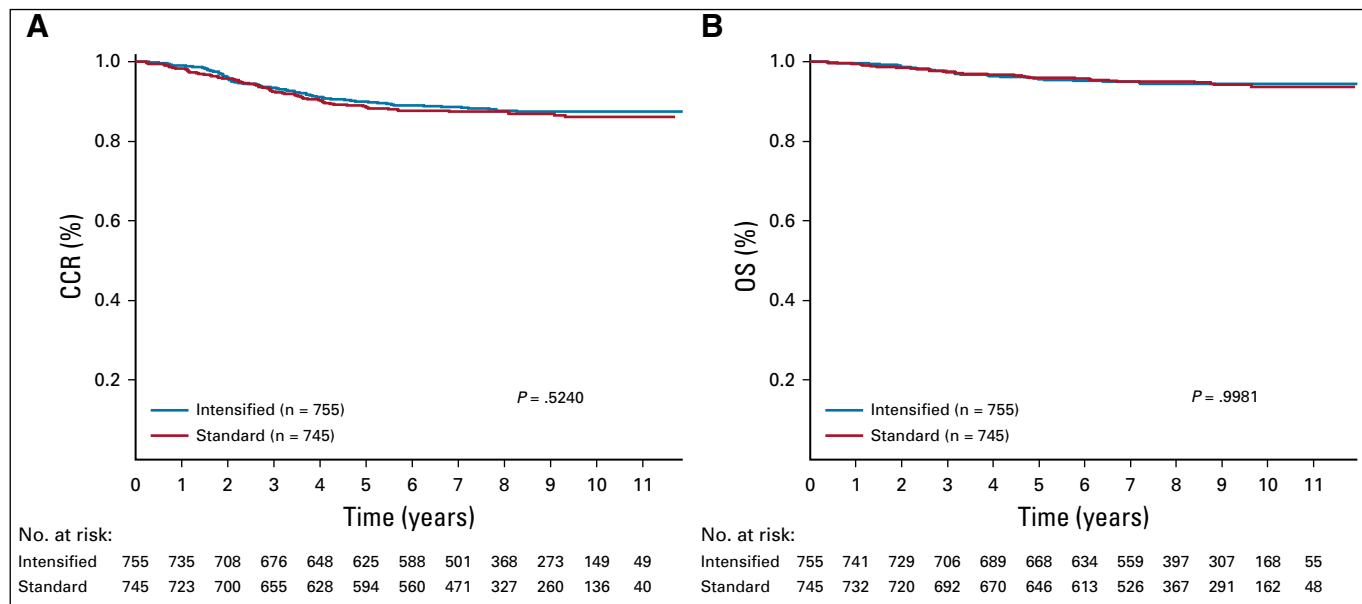 A
1.0
0.8
0.6
0.4
0.2
CCR (%)
Intensified (n = 755)
Standard (n = 745)
P = .5240
0 1 2 3 4 5 6 7 8 9 10 11
Time (years)
No. at risk:
Intensified 755 735 708 676 648 625 588 501 368 273 149 49
Standard 745 723 700 655 628 594 560 471 327 260 136 40
B
1.0
0.8
0.6
0.4
0.2
OS (%)
Intensified (n = 755)
Standard (n = 745)
P = .9981
0 1 2 3 4 5 6 7 8 9 10 11
Time (years)
No. at risk:
Intensified 755 741 729 706 689 668 634 559 397 307 168 55
Standard 745 732 720 692 670 646 613 526 367 291 162 48